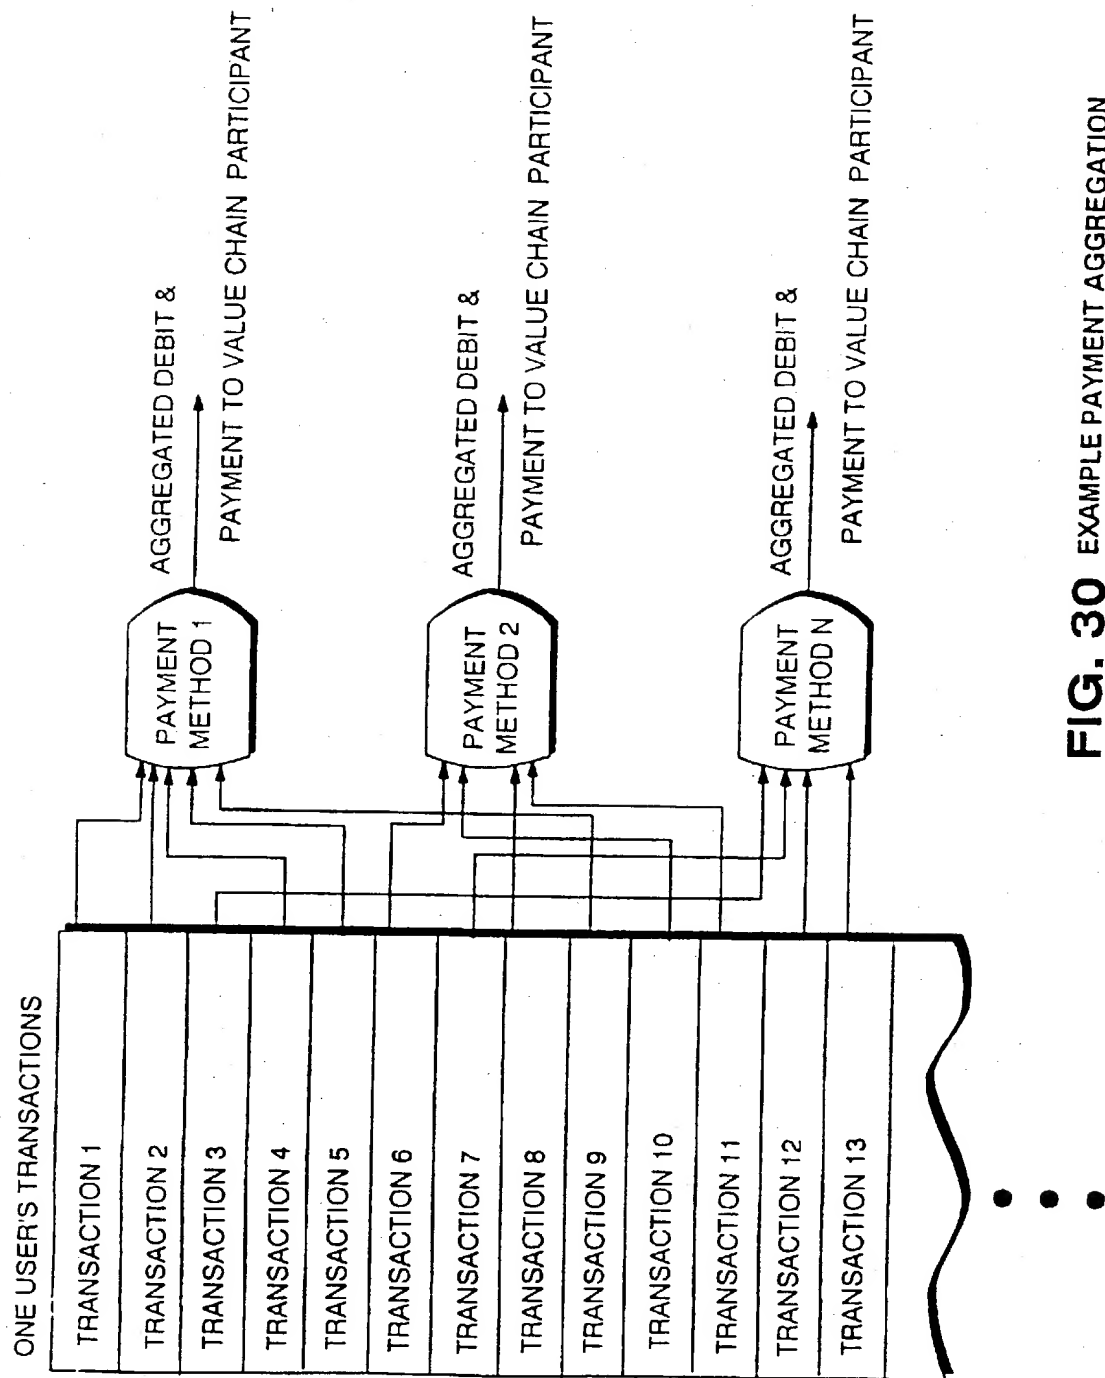 ONE USER'S TRANSACTIONS
TRANSACTION 1
TRANSACTION 2
TRANSACTION 3
TRANSACTION 4
TRANSACTION 5
TRANSACTION 6
TRANSACTION 7
TRANSACTION 8
TRANSACTION 9
TRANSACTION 10
TRANSACTION 11
TRANSACTION 12
TRANSACTION 13
PAYMENT
METHOD 1
AGGREGATED DEBIT &
PAYMENT TO VALUE CHAIN PARTICIPANT
PAYMENT
METHOD 2
AGGREGATED DEBIT &
PAYMENT TO VALUE CHAIN PARTICIPANT
PAYMENT
METHOD N
AGGREGATED DEBIT &
PAYMENT TO VALUE CHAIN PARTICIPANT
FIG. 30 EXAMPLE PAYMENT AGGREGATION